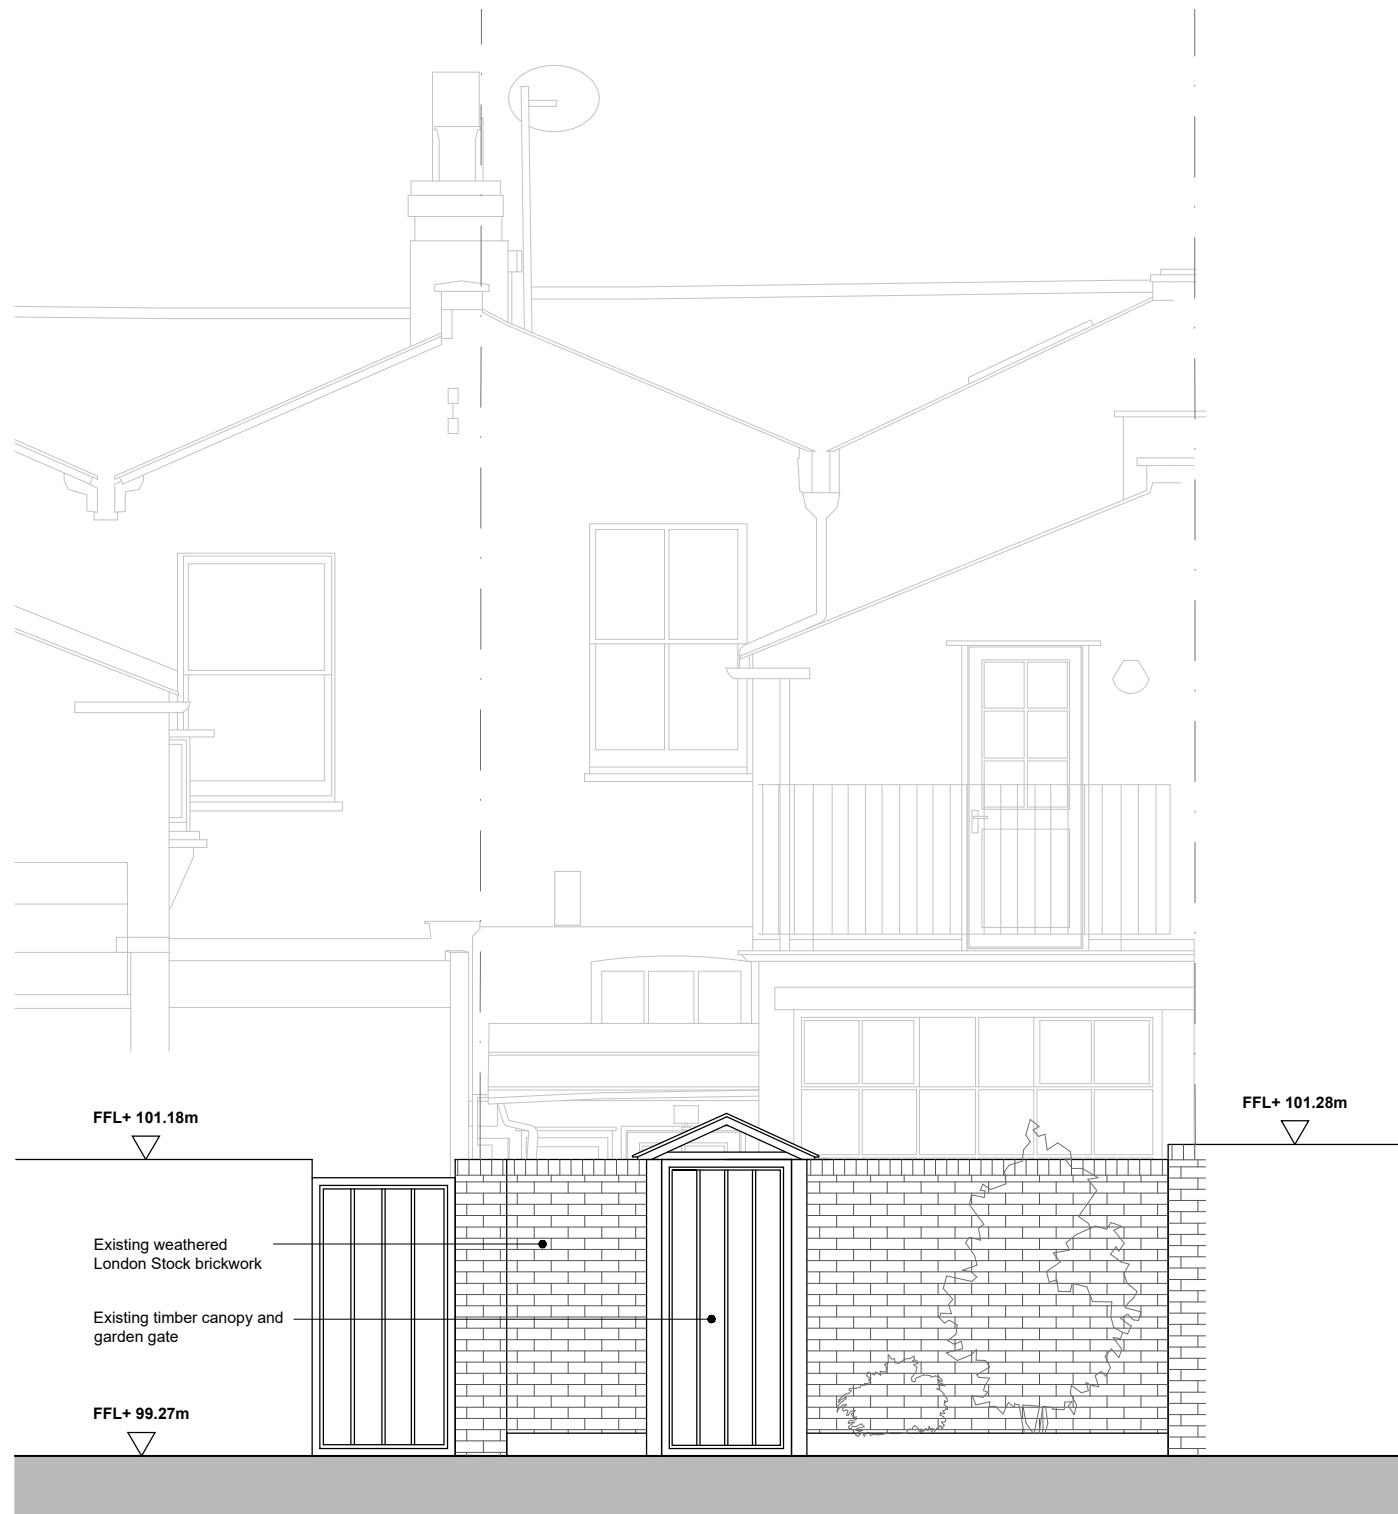 FFL+ 101.28m
FFL+ 101.18m
Existing weathered
London Stock brickwork
Existing timber canopy and
garden gate
FFL+ 99.27m